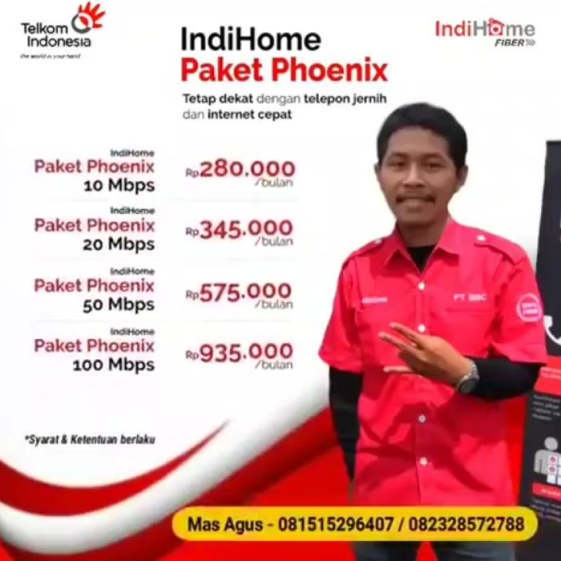 Telkom
Indonesia
the world in your hand
IndiHome
FIBER
IndiHome
Paket Phoenix
Tetap dekat dengan telepon jernih
dan internet cepat
IndiHome
Paket Phoenix
10 Mbps
Rp280.000
/bulan
IndiHome
Paket Phoenix
20 Mbps
Rp345.000
/bulan
IndiHome
Paket Phoenix
50 Mbps
Rp575.000
/bulan
IndiHome
Paket Phoenix
100 Mbps
Rp935.000
/bulan
*Syarat & Ketentuan berlaku
Mas Agus - 081515296407 / 082328572788